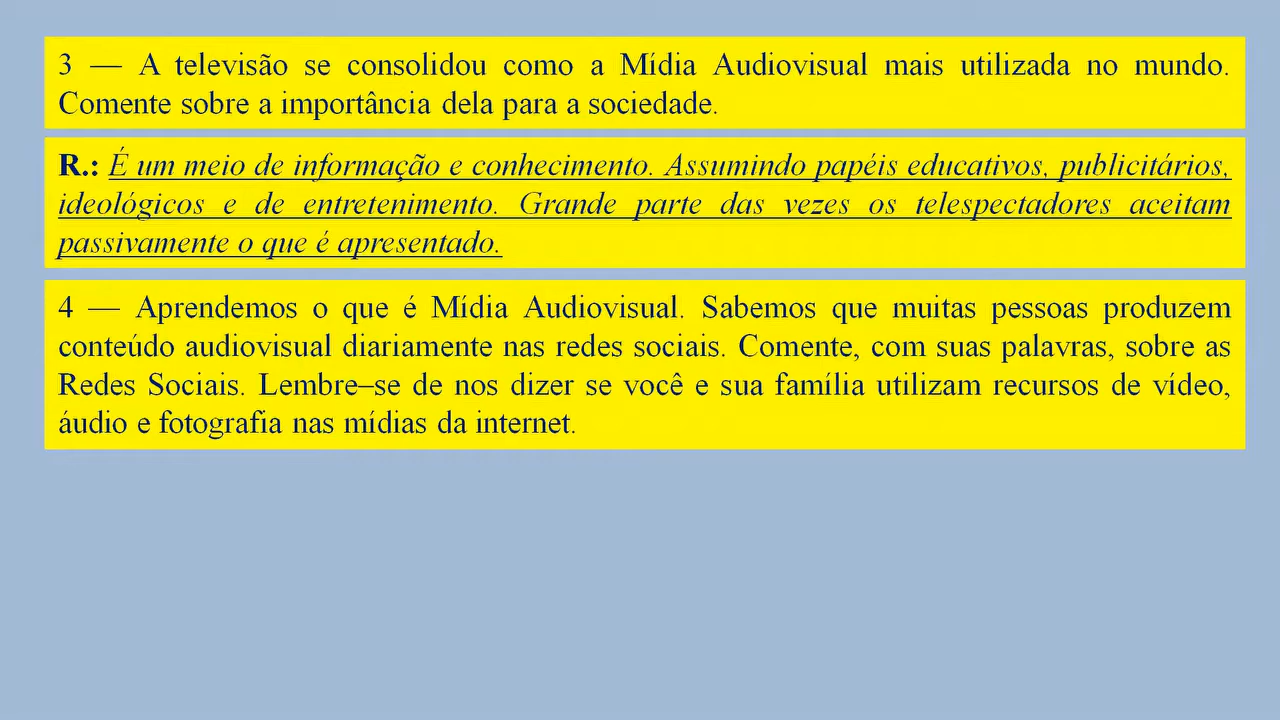 3 — A televisão se consolidou como a Mídia Audiovisual mais utilizada no mundo.
Comente sobre a importância dela para a sociedade.
R.: É um meio de informação e conhecimento. Assumindo papéis educativos, publicitários,
ideológicos e de entretenimento. Grande parte das vezes os telespectadores aceitam
passivamente o que é apresentado.
4 — Aprendemos o que é Mídia Audiovisual. Sabemos que muitas pessoas produzem
conteúdo audiovisual diariamente nas redes sociais. Comente, com suas palavras, sobre as
Redes Sociais. Lembre–se de nos dizer se você e sua família utilizam recursos de vídeo,
áudio e fotografia nas mídias da internet.